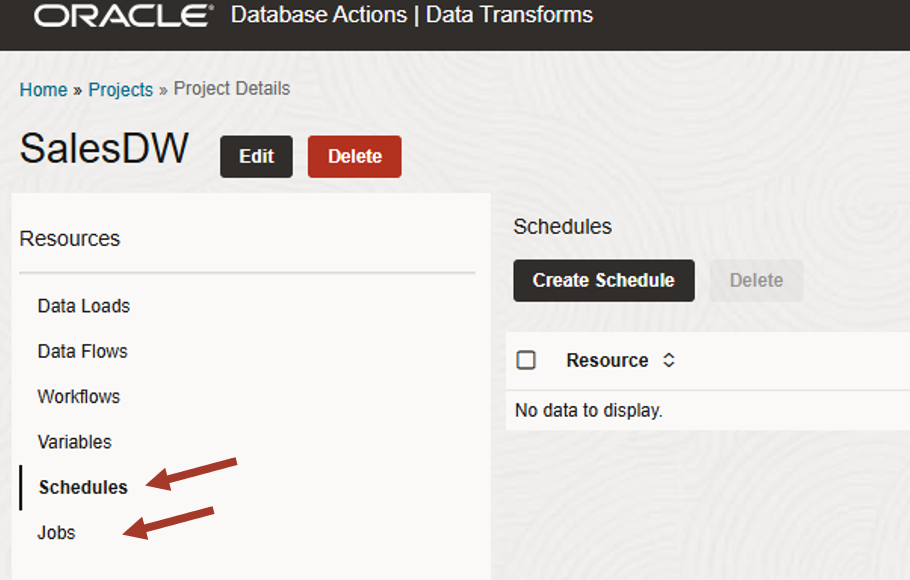 ORACLE® Database Actions | Data Transforms
Home » Projects » Project Details
SalesDW Edit Delete
Resources
Data Loads
Data Flows
Workflows
Variables
Schedules
Jobs
Schedules
Create Schedule Delete
Resource
No data to display.